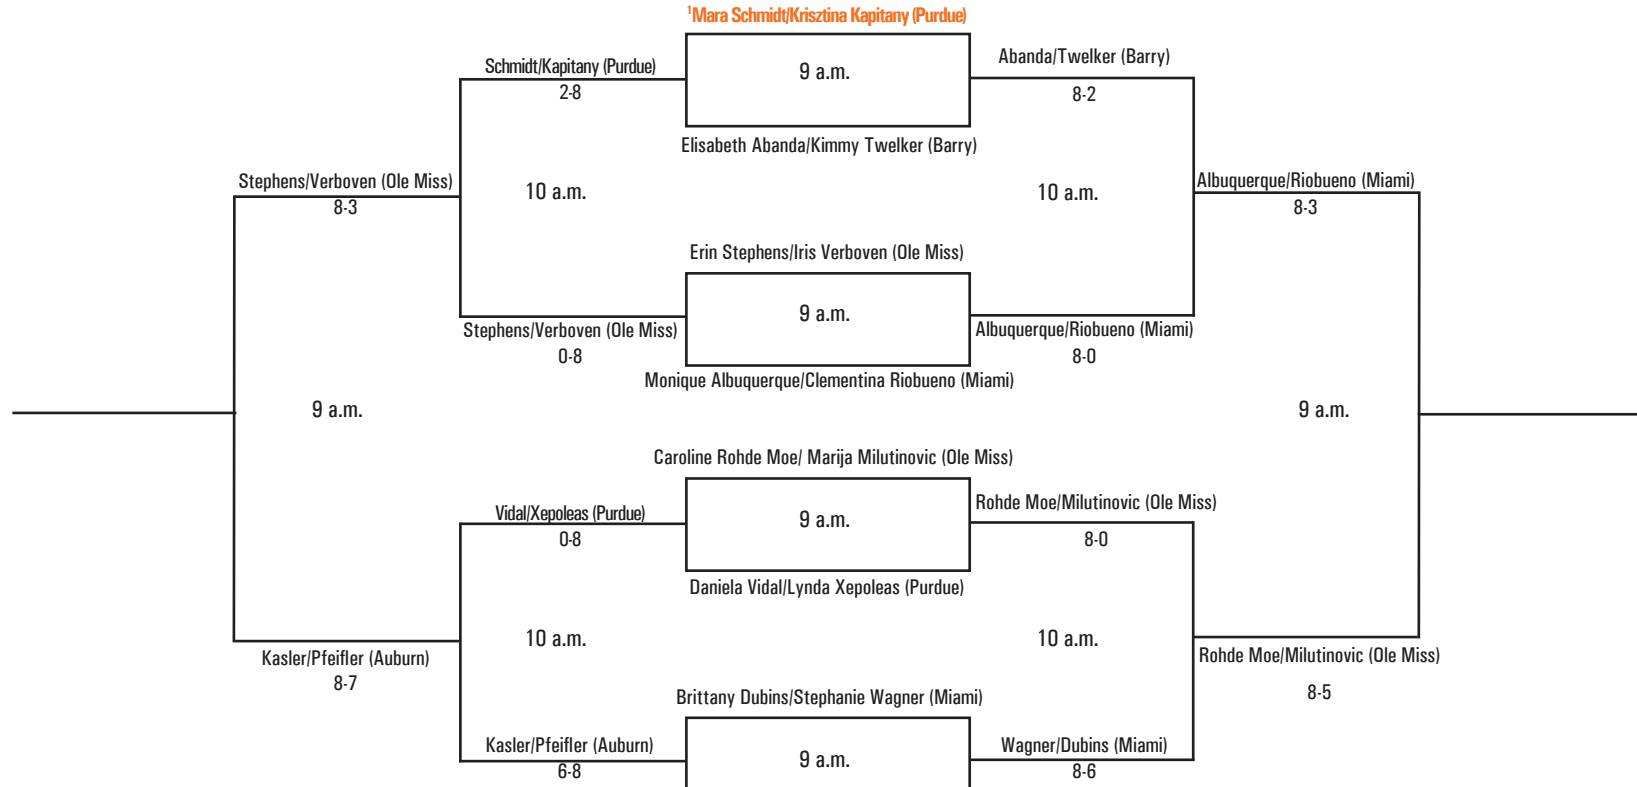 ¹Mara Schmidt/Krisztina Kapitany (Purdue)
Schmidt/Kapitany (Purdue)
2-8
9 a.m.
Abanda/Twelker (Barry)
8-2
Elisabeth Abanda/Kimmy Twelker (Barry)
Stephens/Verboven (Ole Miss)
8-3
10 a.m.
10 a.m.
Albuquerque/Riobueno (Miami)
8-3
Erin Stephens/Iris Verboven (Ole Miss)
Stephens/Verboven (Ole Miss)
0-8
9 a.m.
Albuquerque/Riobueno (Miami)
8-0
Monique Albuquerque/Clementina Riobueno (Miami)
9 a.m.
9 a.m.
Caroline Rohde Moe/ Marija Milutinovic (Ole Miss)
Vidal/Xepoleas (Purdue)
0-8
9 a.m.
Rohde Moe/Milutinovic (Ole Miss)
8-0
Daniela Vidal/Lynda Xepoleas (Purdue)
10 a.m.
10 a.m.
Kasler/Pfeifler (Auburn)
8-7
Rohde Moe/Milutinovic (Ole Miss)
8-5
Brittany Dubins/Stephanie Wagner (Miami)
Kasler/Pfeifler (Auburn)
6-8
9 a.m.
Wagner/Dubins (Miami)
8-6